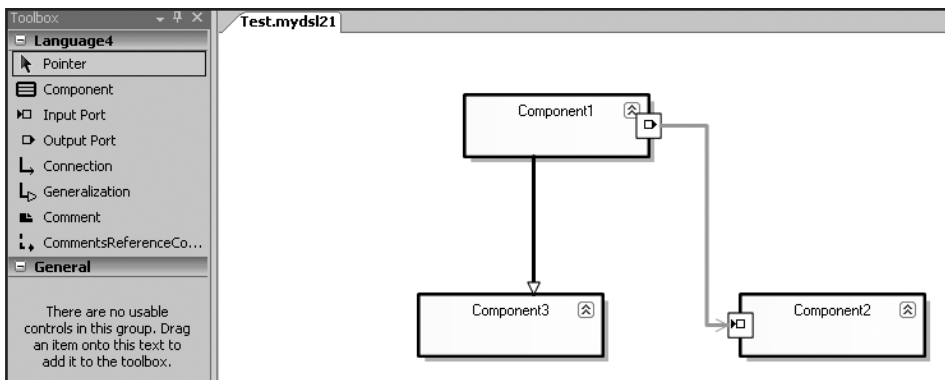 Toolbox
Language4
Pointer
Component
Input Port
Output Port
Connection
Generalization
Comment
CommentsReferenceCo...
General
There are no usable
controls in this group. Drag
an item onto this text to
add it to the toolbox.
Test.mydsl21
Component1
Component3
Component2